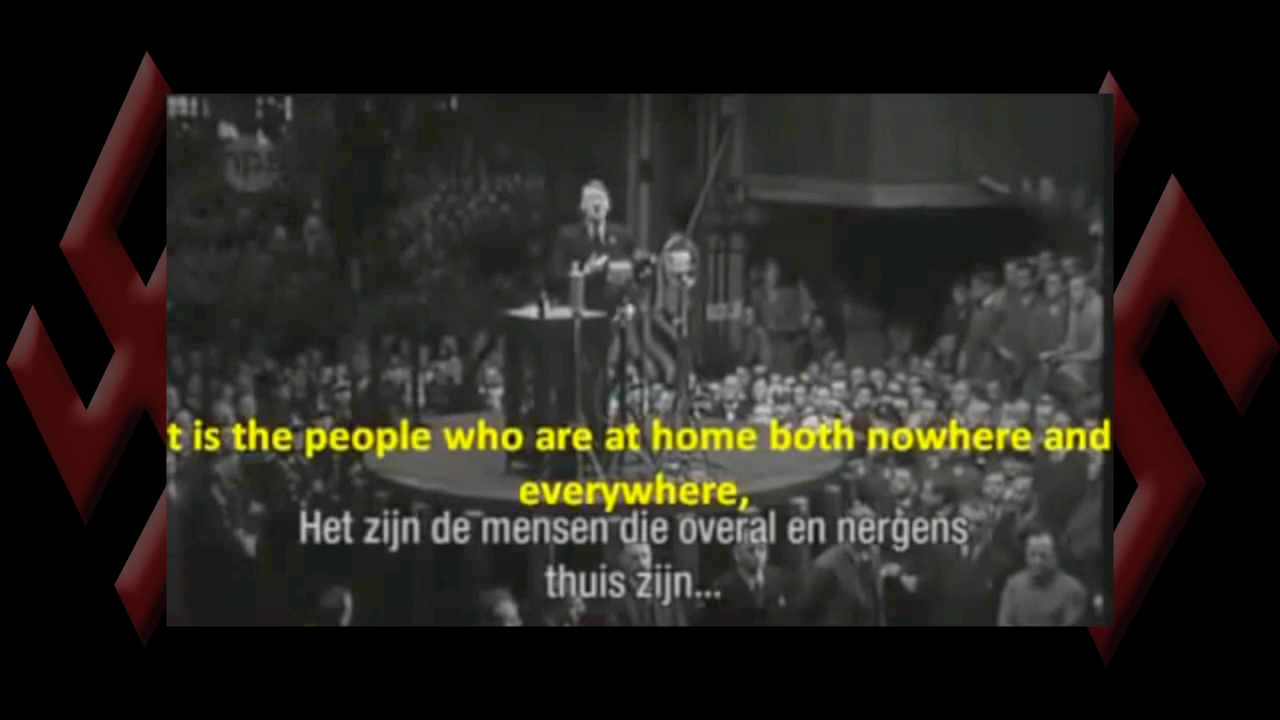 t is the people who are at home both nowhere and
everywhere,
Het zijn de mensen die overal en nergens
thuis zijn...